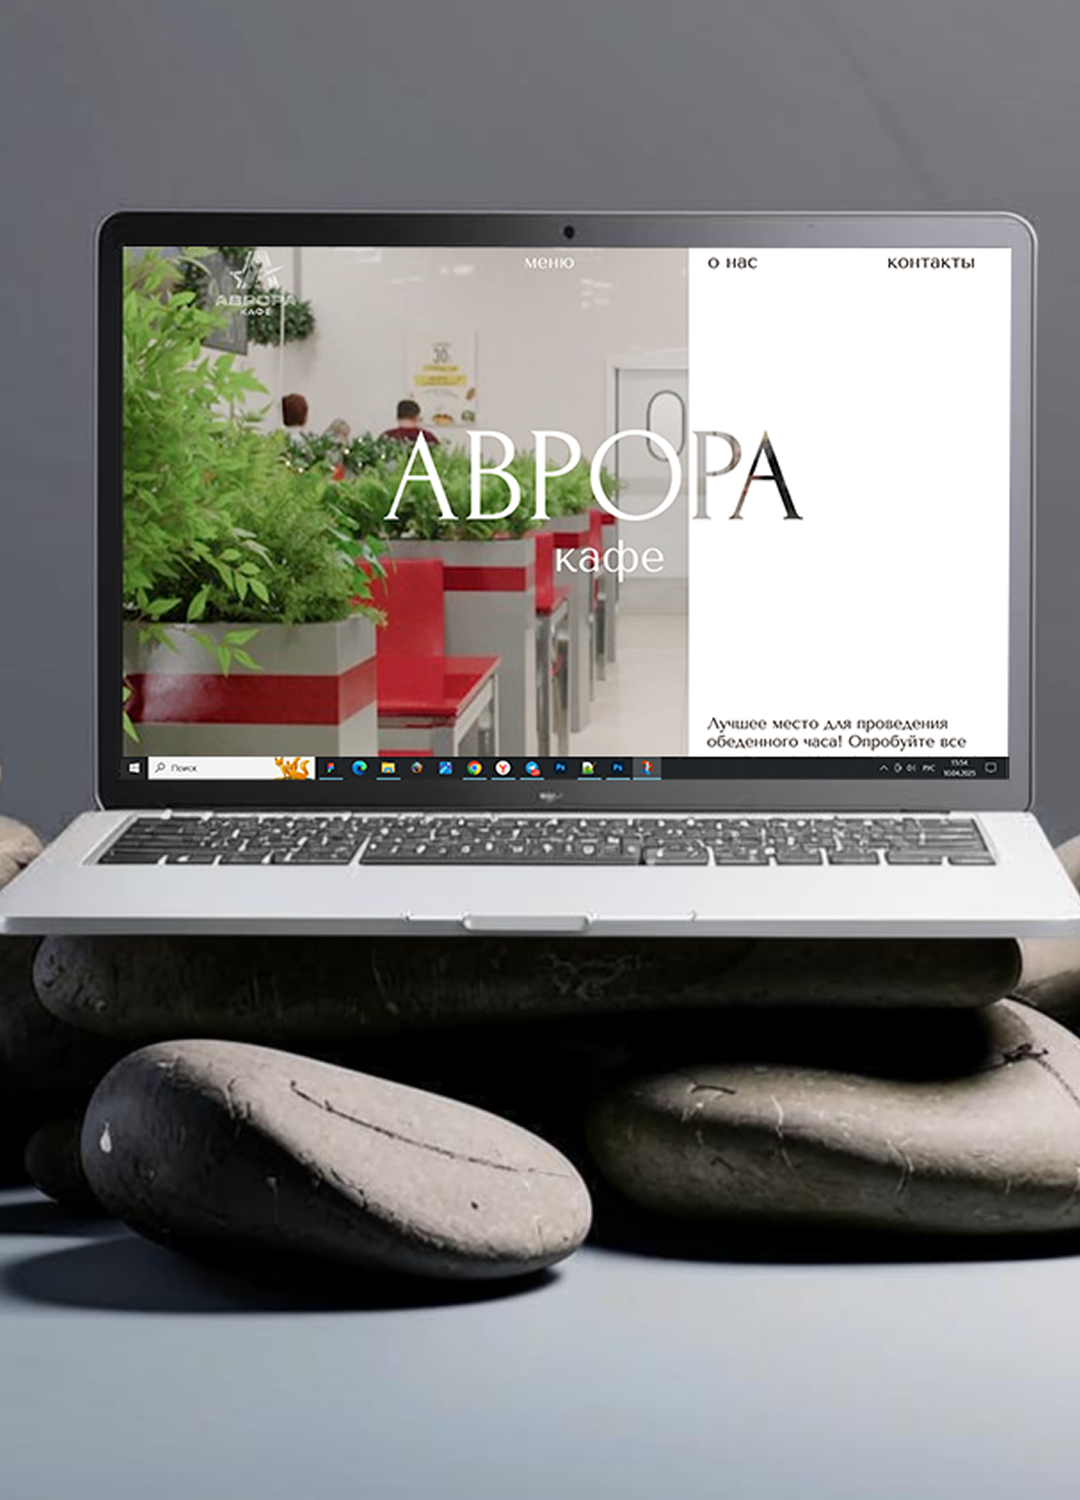 АВРОРА
КАФЕ
меню
о нас
контакты
30
АВРОРА
кафе
Лучшее место для проведения
обеденного часа! Опробуйте все
Поиск
РУС
15:54
10.04.2025